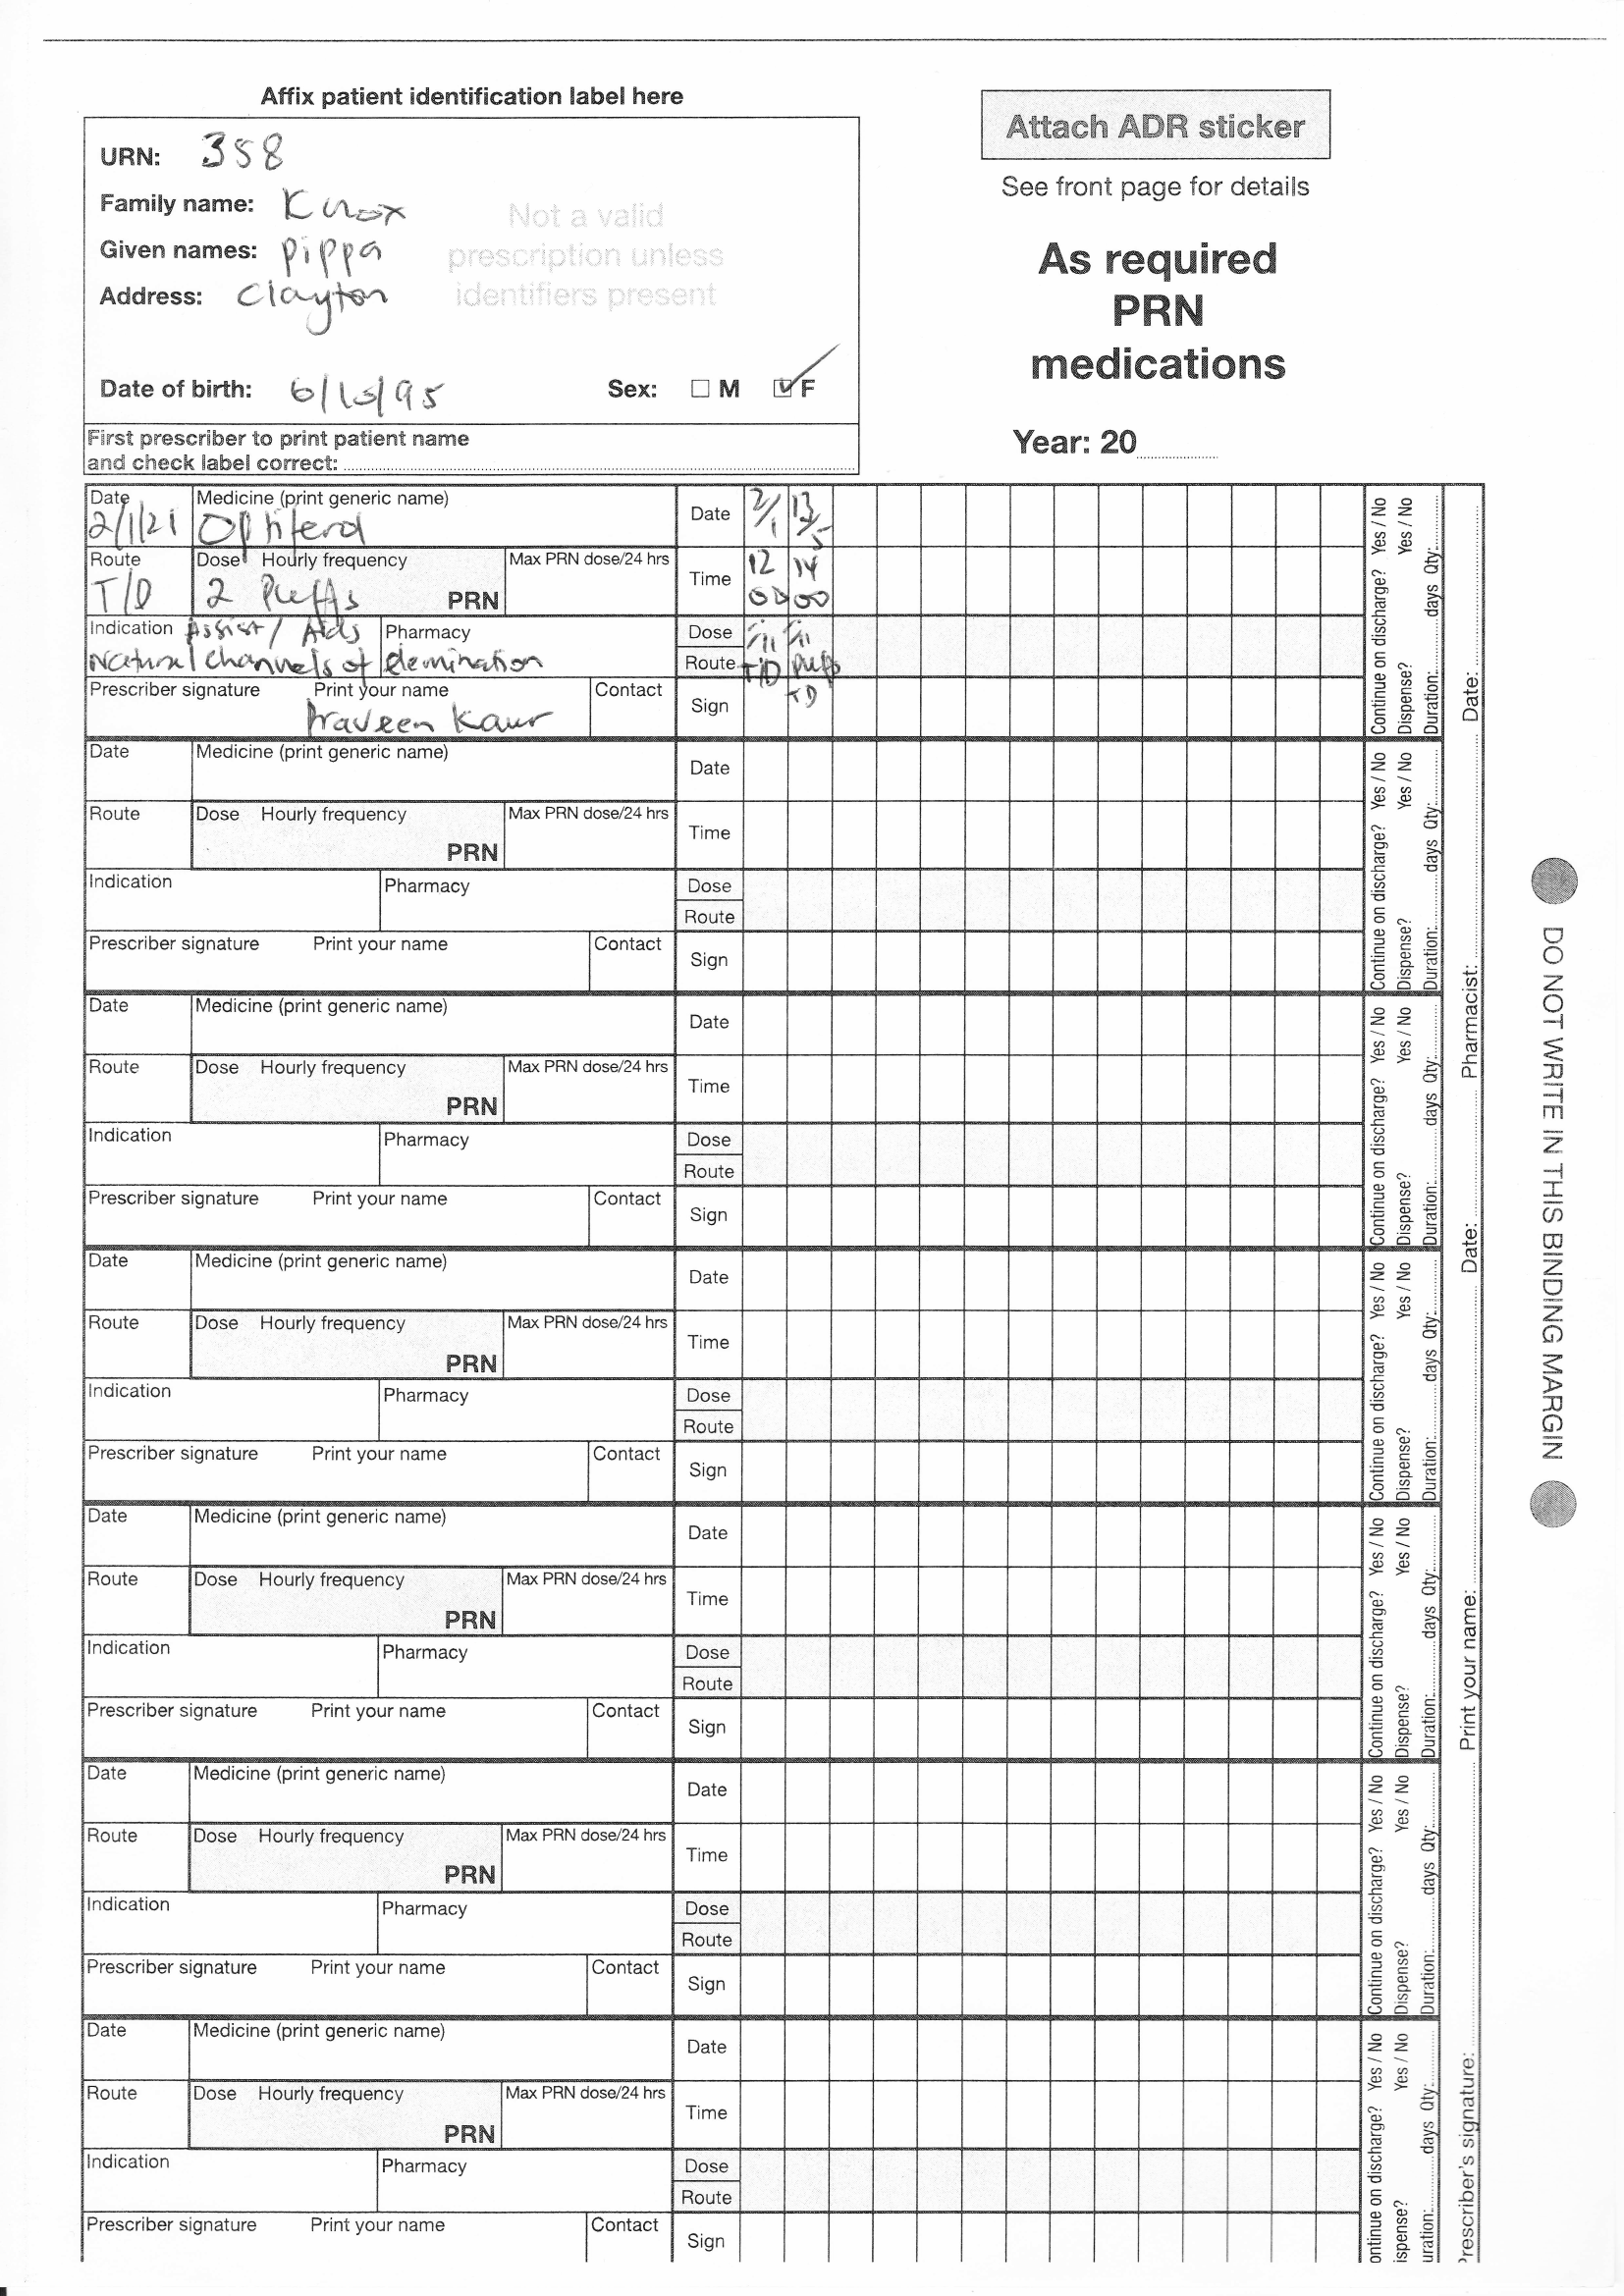 Affix patient identification label here
Attach ADR sticker
See front page for details
As required
PRN
medications
Year: 20
URN: 358
Family name: Knox
Given names: Pippa
Address: Clayton
Not a valid
prescription unless
identifiers present
Date of birth: 6/10/95 Sex: M F
First prescriber to print patient name
and check label correct:
Date Medicine (print generic name) Date 2/1 13/5
2/1/21
Route Dose Hourly frequency Max PRN dose/24 hrs Time 12 00 14 00
T/D 2 Puffs PRN
Indication Assist / Aids Pharmacy Dose
Natural channels of elemination Route T/D Puffs TD
Prescriber signature Print your name Contact Sign
Praveen Kaur
Continue on discharge? Yes / No
Dispense? Yes / No
Duration: days Qty:
Date Medicine (print generic name) Date
Route Dose Hourly frequency Max PRN dose/24 hrs Time
PRN
Indication Pharmacy Dose
Route
Prescriber signature Print your name Contact Sign
Continue on discharge? Yes / No
Dispense? Yes / No
Duration: days Qty:
Date Medicine (print generic name) Date
Route Dose Hourly frequency Max PRN dose/24 hrs Time
PRN
Indication Pharmacy Dose
Route
Prescriber signature Print your name Contact Sign
Continue on discharge? Yes / No
Dispense? Yes / No
Duration: days Qty:
Date Medicine (print generic name) Date
Route Dose Hourly frequency Max PRN dose/24 hrs Time
PRN
Indication Pharmacy Dose
Route
Prescriber signature Print your name Contact Sign
Continue on discharge? Yes / No
Dispense? Yes / No
Duration: days Qty:
Date Medicine (print generic name) Date
Route Dose Hourly frequency Max PRN dose/24 hrs Time
PRN
Indication Pharmacy Dose
Route
Prescriber signature Print your name Contact Sign
Continue on discharge? Yes / No
Dispense? Yes / No
Duration: days Qty:
Date Medicine (print generic name) Date
Route Dose Hourly frequency Max PRN dose/24 hrs Time
PRN
Indication Pharmacy Dose
Route
Prescriber signature Print your name Contact Sign
Continue on discharge? Yes / No
Dispense? Yes / No
Duration: days Qty:
Date Medicine (print generic name) Date
Route Dose Hourly frequency Max PRN dose/24 hrs Time
PRN
Indication Pharmacy Dose
Route
Prescriber signature Print your name Contact Sign
ontinue on discharge? Yes / No
ispense? Yes / No
uration: days Qty:
rescriber's signature: Print your name: Date: Pharmacist: Date:
DO NOT WRITE IN THIS BINDING MARGIN